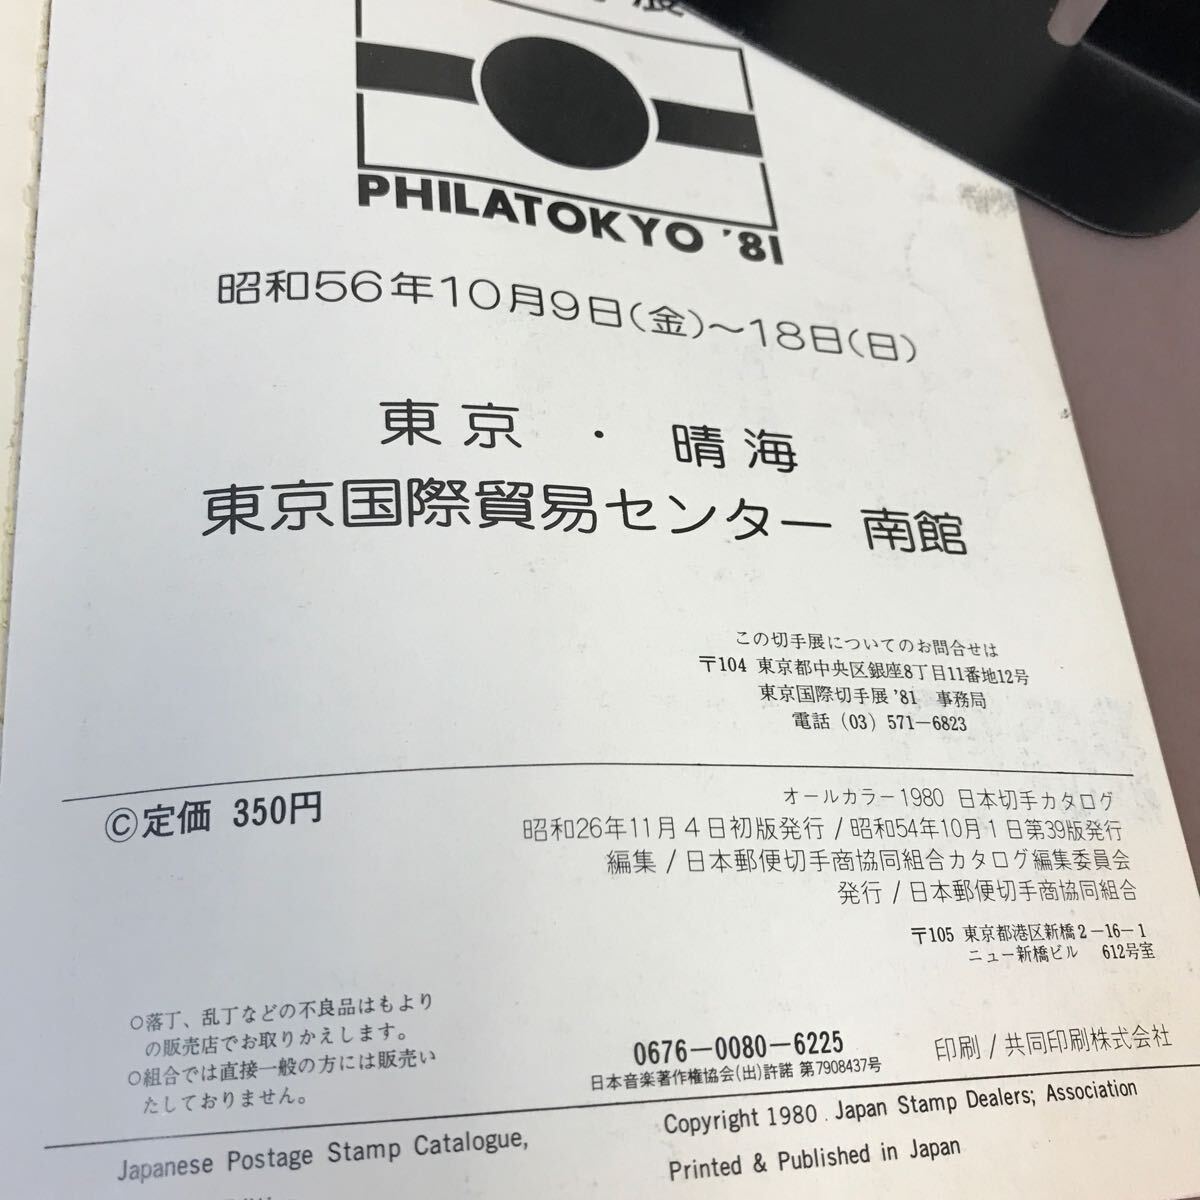 展
PHILATOKYO '81
昭和56年10月9日(金)～18日(日)
東京・晴海
東京国際貿易センター 南館
この切手展についてのお問合せは
〒104 東京都中央区銀座8丁目11番地12号
東京国際切手展 '81 事務局
電話 (03) 571-6823
Ⓒ定価 350円
オールカラー1980 日本切手カタログ
昭和26年11月4日初版発行 / 昭和54年10月1日第39版発行
編集 / 日本郵便切手商協同組合カタログ編集委員会
発行 / 日本郵便切手商協同組合
〒105 東京都港区新橋2-16-1
ニュー新橋ビル 612号室
○落丁、乱丁などの不良品はもより
の販売店でお取りかえします。
○組合では直接一般の方には販売い
たしておりません。
0676-0080-6225
日本音楽著作権協会(出)許諾 第7908437号
印刷 / 共同印刷株式会社
Japanese Postage Stamp Catalogue,
Copyright 1980. Japan Stamp Dealers; Association
Printed & Published in Japan